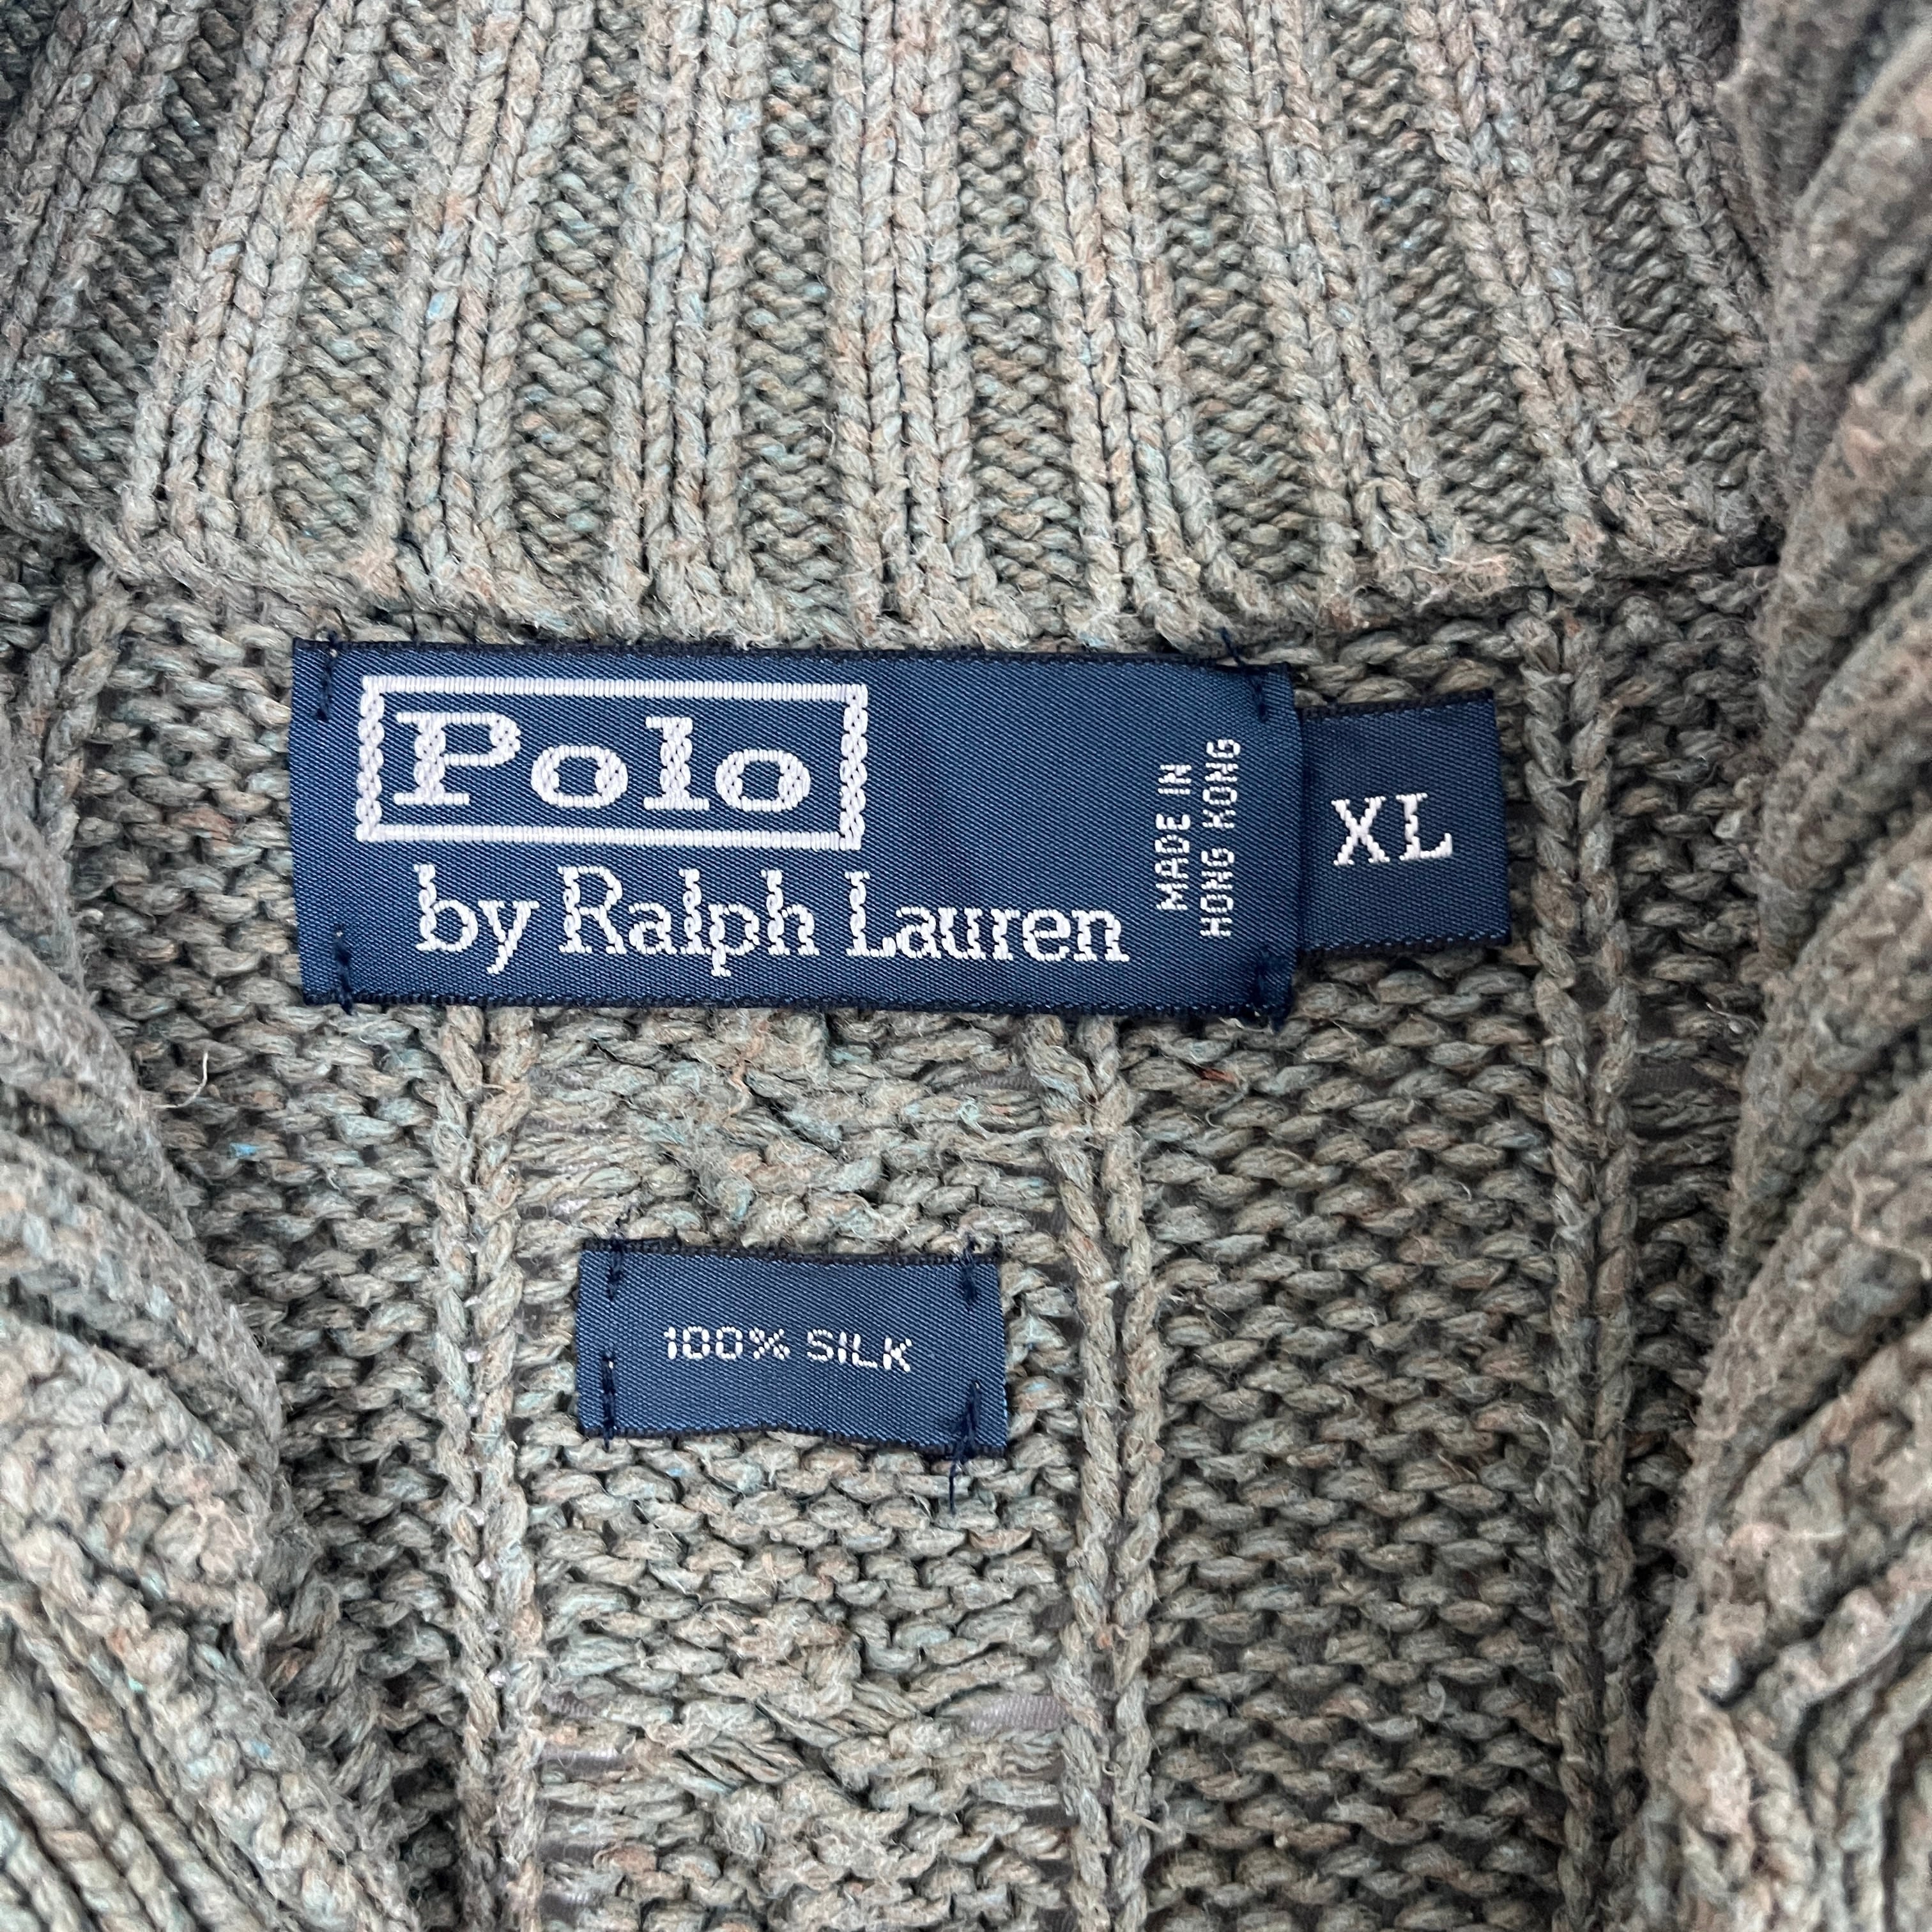 Polo
by Ralph Lauren
MADE IN
HONG KONG
XL
100% SILK